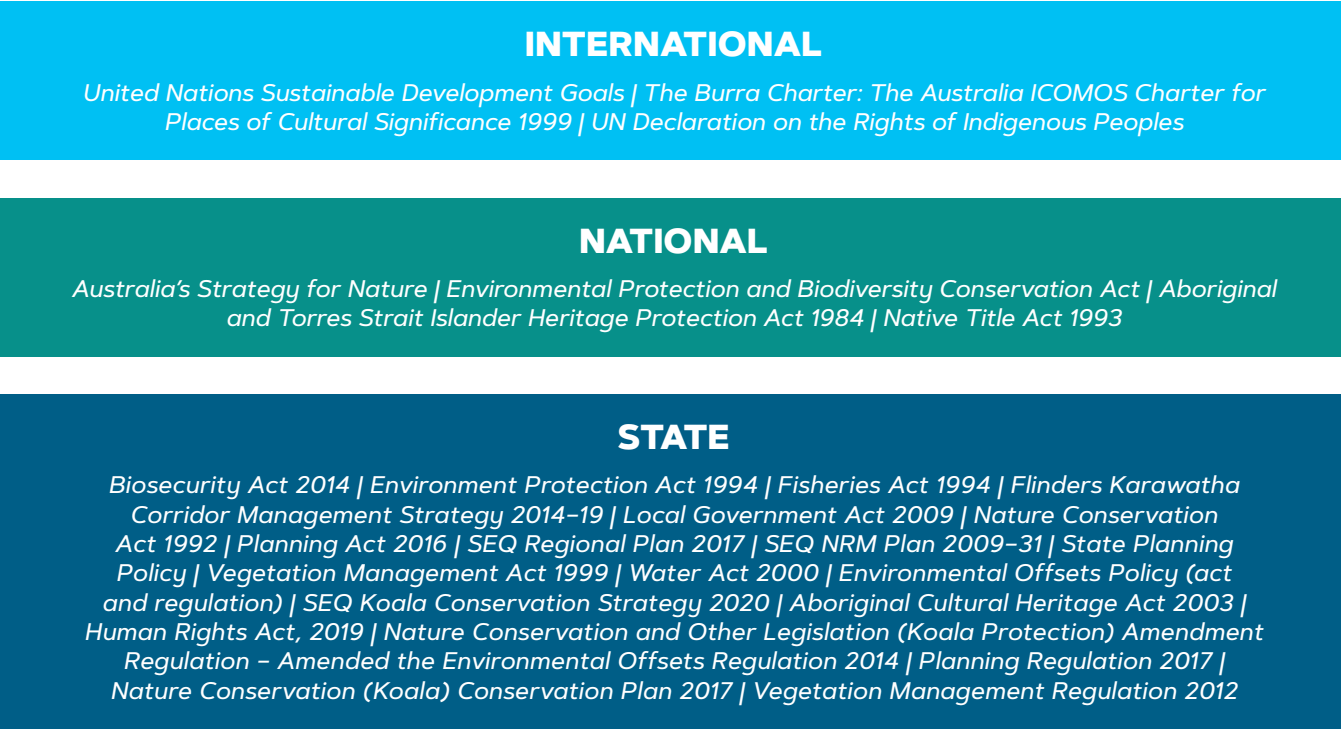 INTERNATIONAL
United Nations Sustainable Development Goals | The Burra Charter: The Australia ICOMOS Charter for
Places of Cultural Significance 1999 | UN Declaration on the Rights of Indigenous Peoples
NATIONAL
Australia’s Strategy for Nature | Environmental Protection and Biodiversity Conservation Act | Aboriginal
and Torres Strait Islander Heritage Protection Act 1984 | Native Title Act 1993
STATE
Biosecurity Act 2014 | Environment Protection Act 1994 | Fisheries Act 1994 | Flinders Karawatha
Corridor Management Strategy 2014–19 | Local Government Act 2009 | Nature Conservation
Act 1992 | Planning Act 2016 | SEQ Regional Plan 2017 | SEQ NRM Plan 2009–31 | State Planning
Policy | Vegetation Management Act 1999 | Water Act 2000 | Environmental Offsets Policy (act
and regulation) | SEQ Koala Conservation Strategy 2020 | Aboriginal Cultural Heritage Act 2003 |
Human Rights Act, 2019 | Nature Conservation and Other Legislation (Koala Protection) Amendment
Regulation – Amended the Environmental Offsets Regulation 2014 | Planning Regulation 2017 |
Nature Conservation (Koala) Conservation Plan 2017 | Vegetation Management Regulation 2012